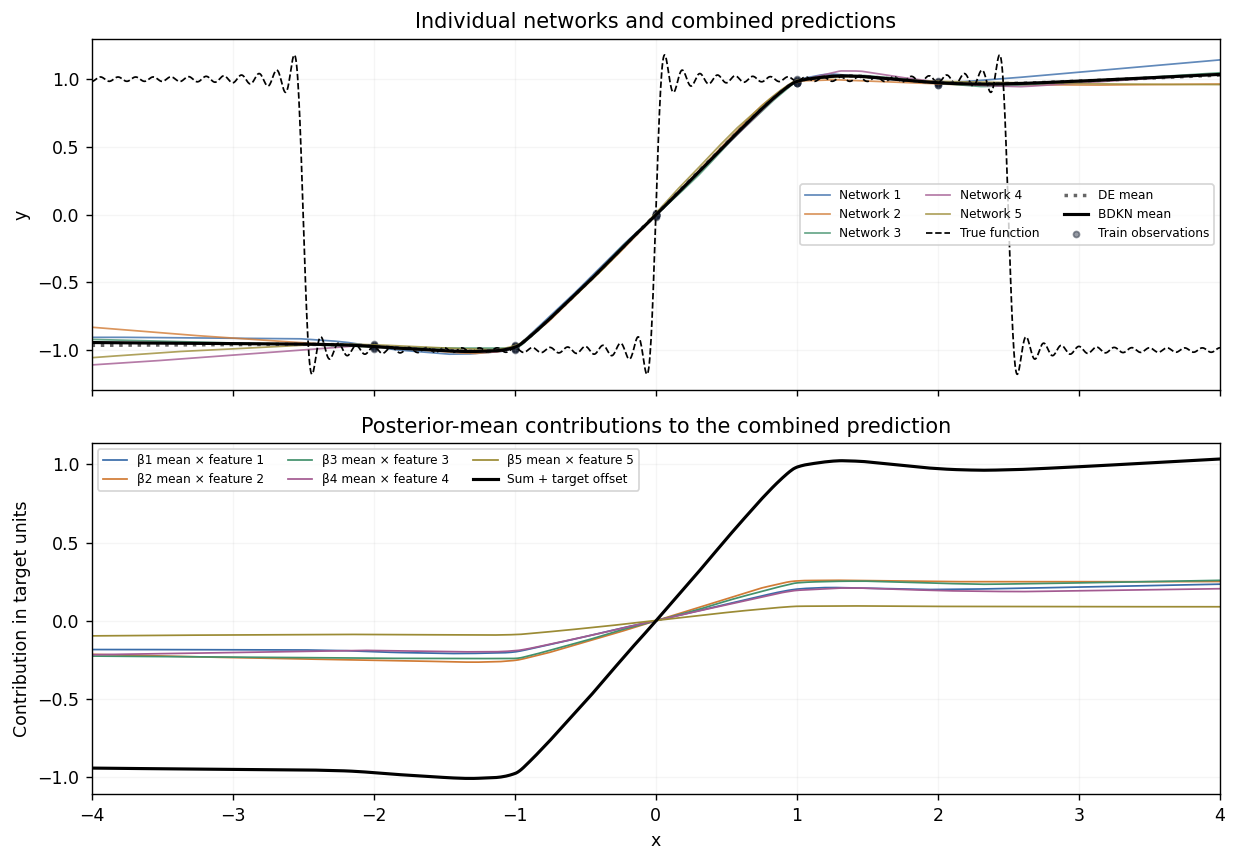 Individual networks and combined predictions
y
1.0
0.5
0.0
−0.5
−1.0
Network 1 Network 4 DE mean
Network 2 Network 5 BDKN mean
Network 3 True function Train observations
Posterior-mean contributions to the combined prediction
Contribution in target units
1.0
0.5
0.0
−0.5
−1.0
β1 mean × feature 1 β3 mean × feature 3 β5 mean × feature 5
β2 mean × feature 2 β4 mean × feature 4 Sum + target offset
−4 −3 −2 −1 0 1 2 3 4
x